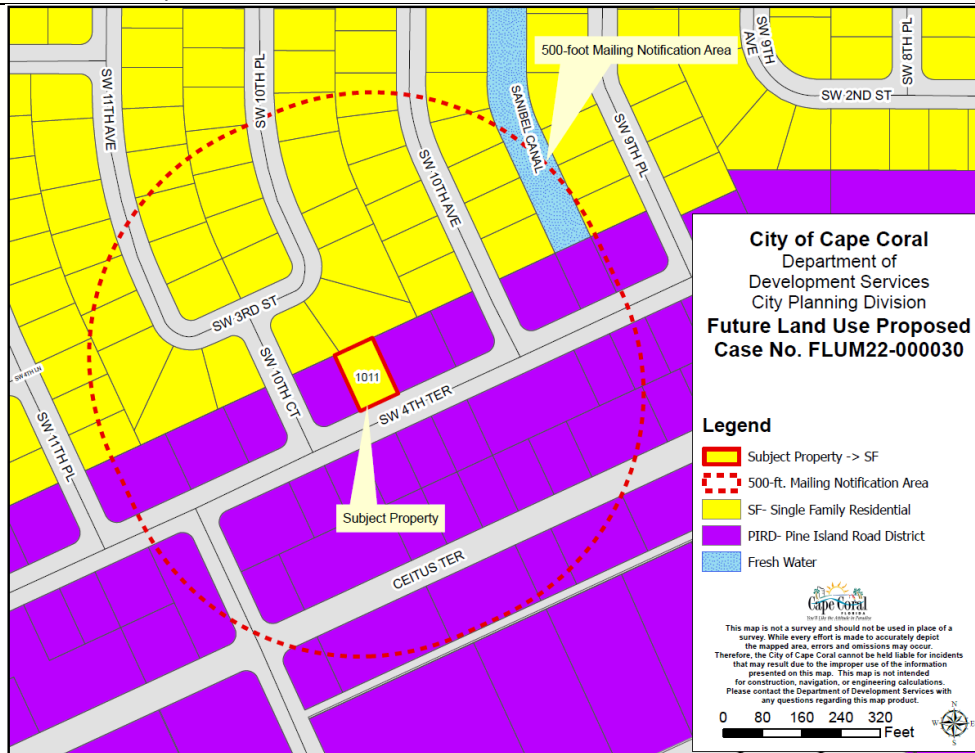 SW 9TH
AVE
SW 8TH PL
500-foot Mailing Notification Area
SW 11TH AVE
SW 10TH PL
SW 2ND ST
SANIBEL CANAL
SW 9TH PL
SW 10TH AVE
SW 3RD ST
SW 4TH LN
SW 10TH CT
1011
SW 4TH TER
SW 11TH PL
Subject Property
CEITUS TER
City of Cape Coral
Department of
Development Services
City Planning Division
Future Land Use Proposed
Case No. FLUM22-000030
Legend
Subject Property -> SF
500-ft. Mailing Notification Area
SF- Single Family Residential
PIRD- Pine Island Road District
Fresh Water
Cape Coral
FLORIDA
You'll Like the Attitude in Paradise
This map is not a survey and should not be used in place of a
survey. While every effort is made to accurately depict
the mapped area, errors and omissions may occur.
Therefore, the City of Cape Coral cannot be held liable for incidents
that may result due to the improper use of the information
presented on this map. This map is not intended
for construction, navigation, or engineering calculations.
Please contact the Department of Development Services with
any questions regarding this map product.
0 80 160 240 320
Feet
N
W E
S